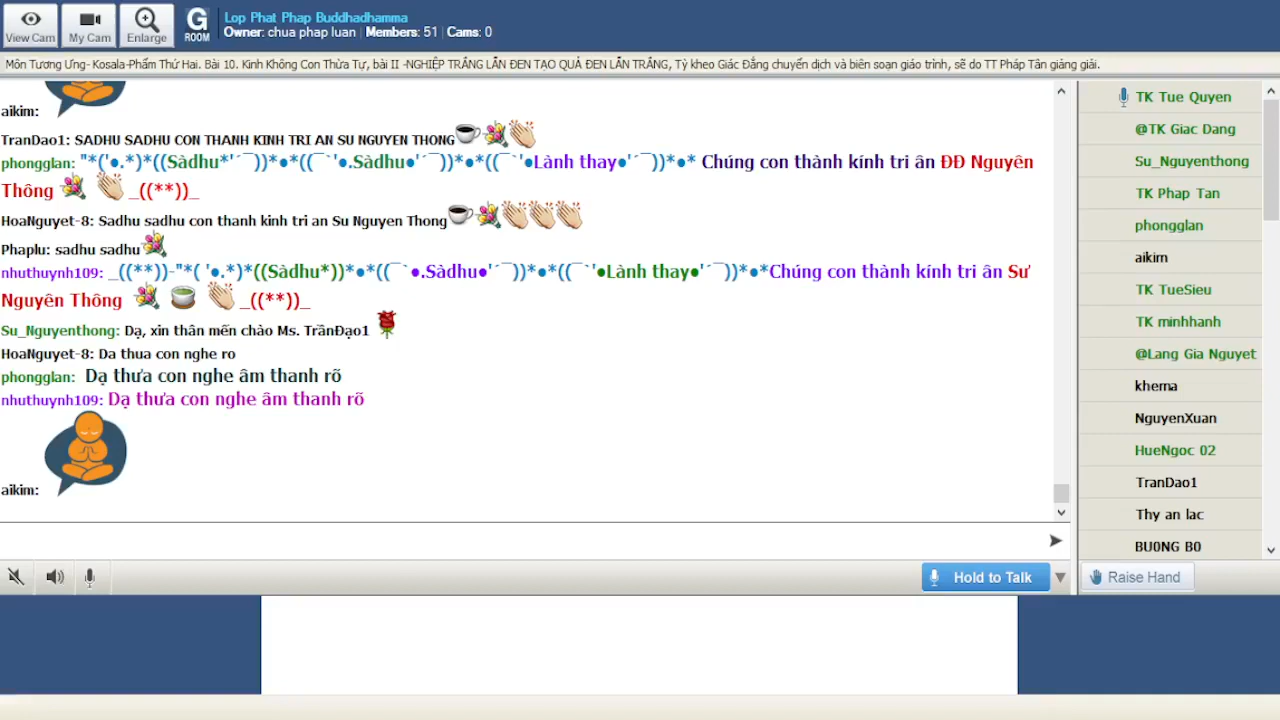 View Cam
My Cam
Enlarge
G
ROOM
Lop Phat Phap Buddhadhamma
Owner: chua phap luan | Members: 51 | Cams: 0
Môn Tương Ưng- Kosala-Phẩm Thứ Hai. Bài 10. Kinh Không Con Thừa Tự, bài II -NGHIỆP TRẮNG LẪN ĐEN TẠO QUẢ ĐEN LẪN TRẮNG, Tỳ kheo Giác Đẳng chuyển dịch và biên soạn giáo trình, sẽ do TT Pháp Tân giảng giải.
aikim:
TranDao1: SADHU SADHU CON THANH KINH TRI AN SU NGUYEN THONG
phongglan: "*('●.*)*((Sàdhu*'´¯))*●*((¯`'●.Sàdhu●'´¯))*●*((¯`'●Lành thay●'´¯))*●* Chúng con thành kính tri ân ĐĐ Nguyên
Thông _((**))_
HoaNguyet-8: Sadhu sadhu con thanh kinh tri an Su Nguyen Thong
Phaplu: sadhu sadhu
nhuthuynh109: _((**))-"*( '●.*)*((Sàdhu*))*●*((¯`●.Sàdhu●'´¯))*●*((¯`'●Lành thay●'´¯))*●*Chúng con thành kính tri ân Sư
Nguyên Thông _((**))_
Su_Nguyenthong: Dạ, xin thân mến chào Ms. TrầnĐạo1
HoaNguyet-8: Da thua con nghe ro
phongglan: Dạ thưa con nghe âm thanh rõ
nhuthuynh109: Dạ thưa con nghe âm thanh rõ
aikim:
Hold to Talk
TK Tue Quyen
@TK Giac Dang
Su_Nguyenthong
TK Phap Tan
phongglan
aikim
TK TueSieu
TK minhhanh
@Lang Gia Nguyet
khema
NguyenXuan
HueNgoc 02
TranDao1
Thy an lac
BU0NG B0
Raise Hand